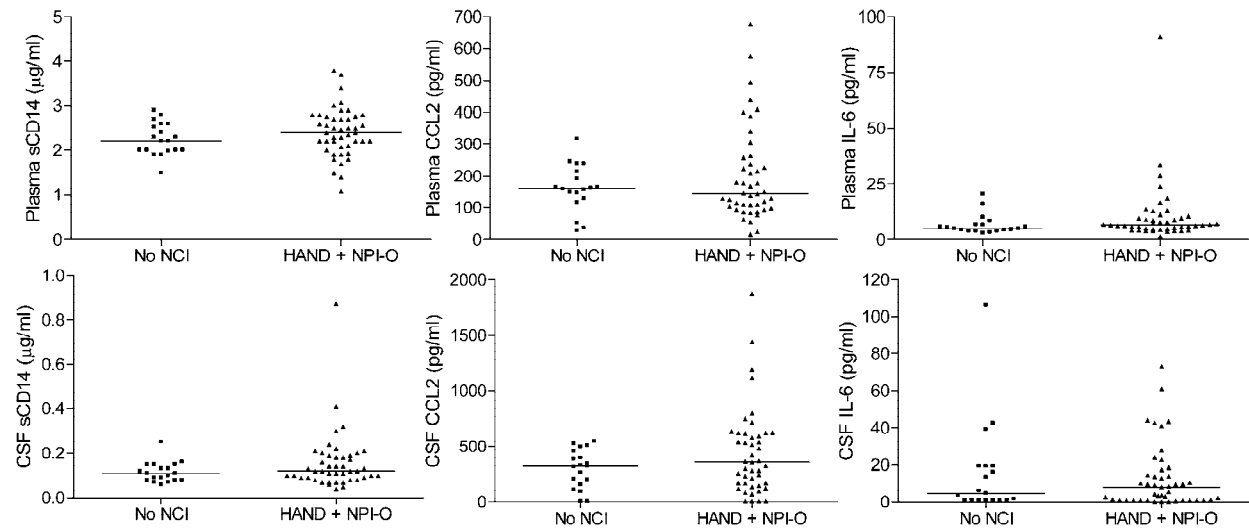 Plasma sCD14 (μg/ml)
5
4
3
2
1
0
No NCI
HAND + NPI-O
Plasma CCL2 (pg/ml)
700
600
500
400
300
200
100
0
No NCI
HAND + NPI-O
Plasma IL-6 (pg/ml)
100
75
50
25
0
No NCI
HAND + NPI-O
CSF sCD14 (μg/ml)
1.0
0.8
0.6
0.4
0.2
0.0
No NCI
HAND + NPI-O
CSF CCL2 (pg/ml)
2000
1500
1000
500
0
No NCI
HAND + NPI-O
CSF IL-6 (pg/ml)
120
100
80
60
40
20
0
No NCI
HAND + NPI-O